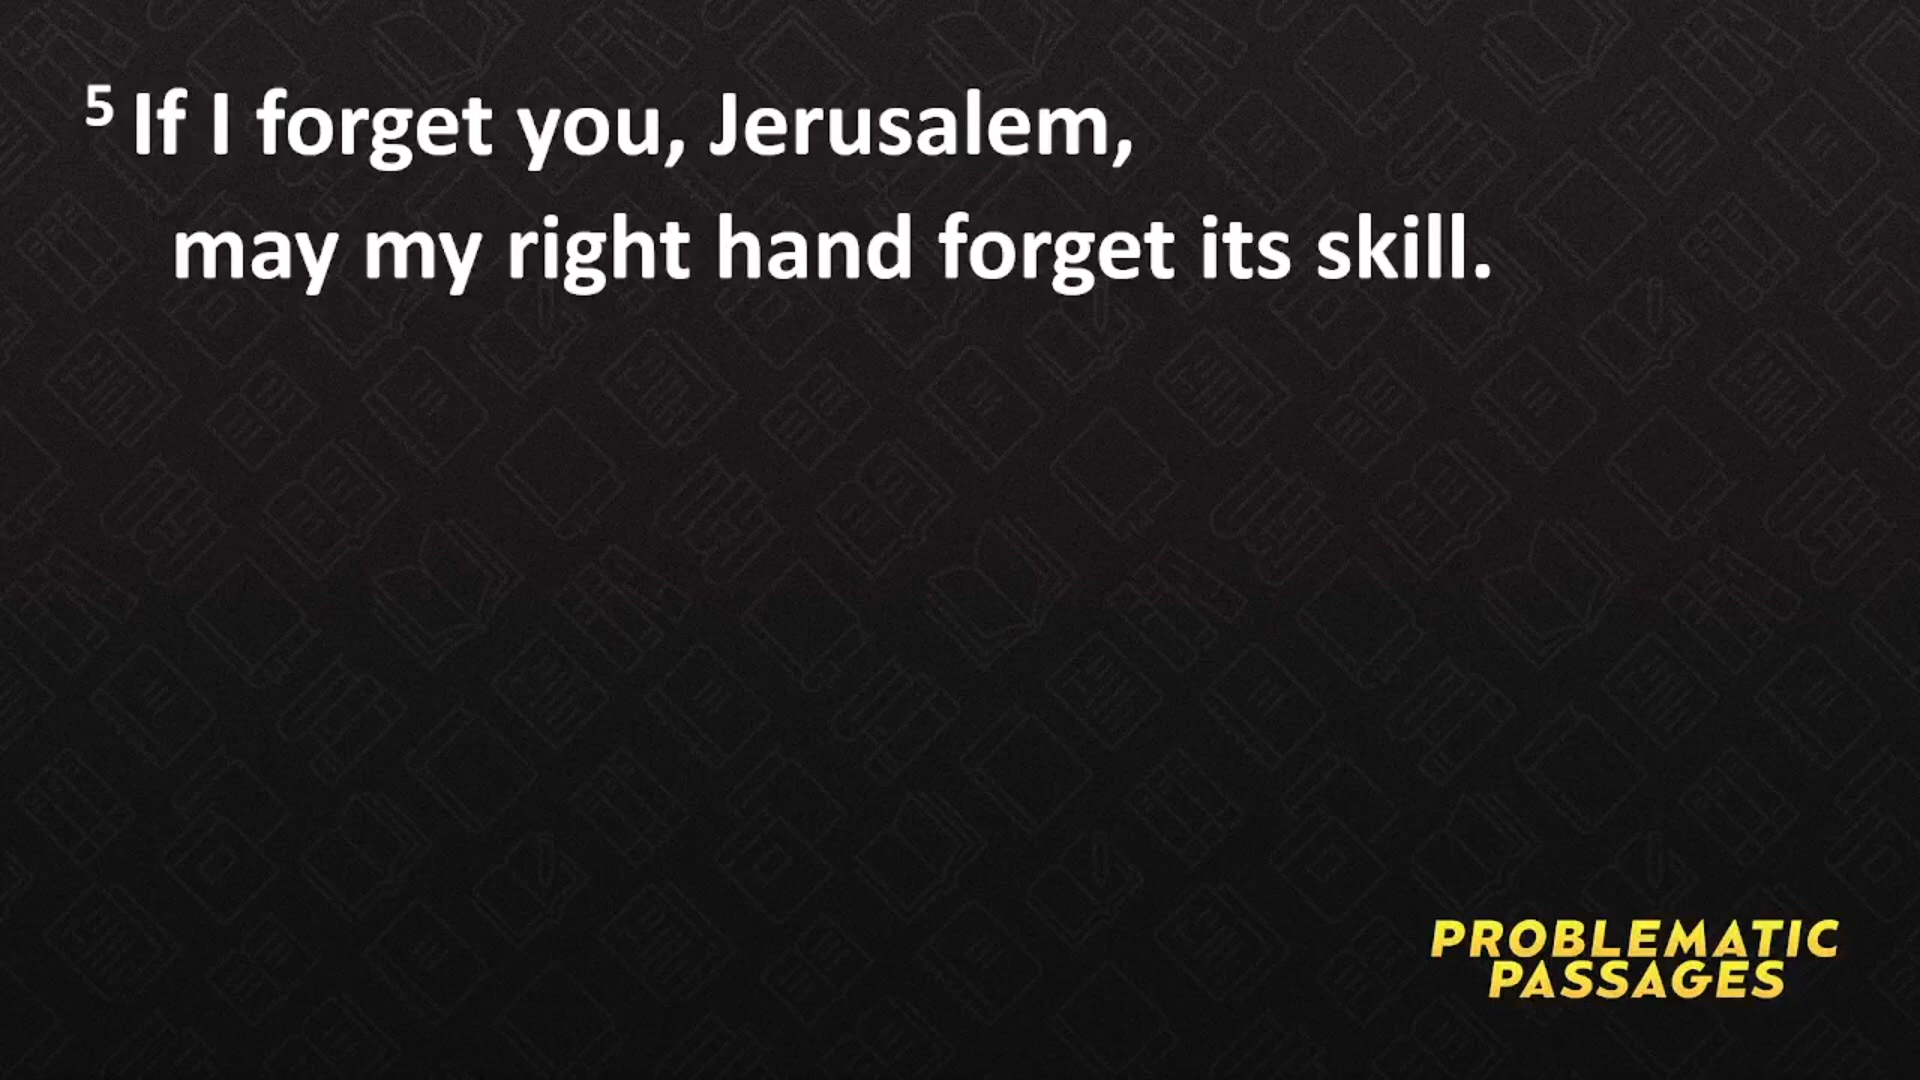 5 If I forget you, Jerusalem,
may my right hand forget its skill.
PROBLEMATIC
PASSAGES